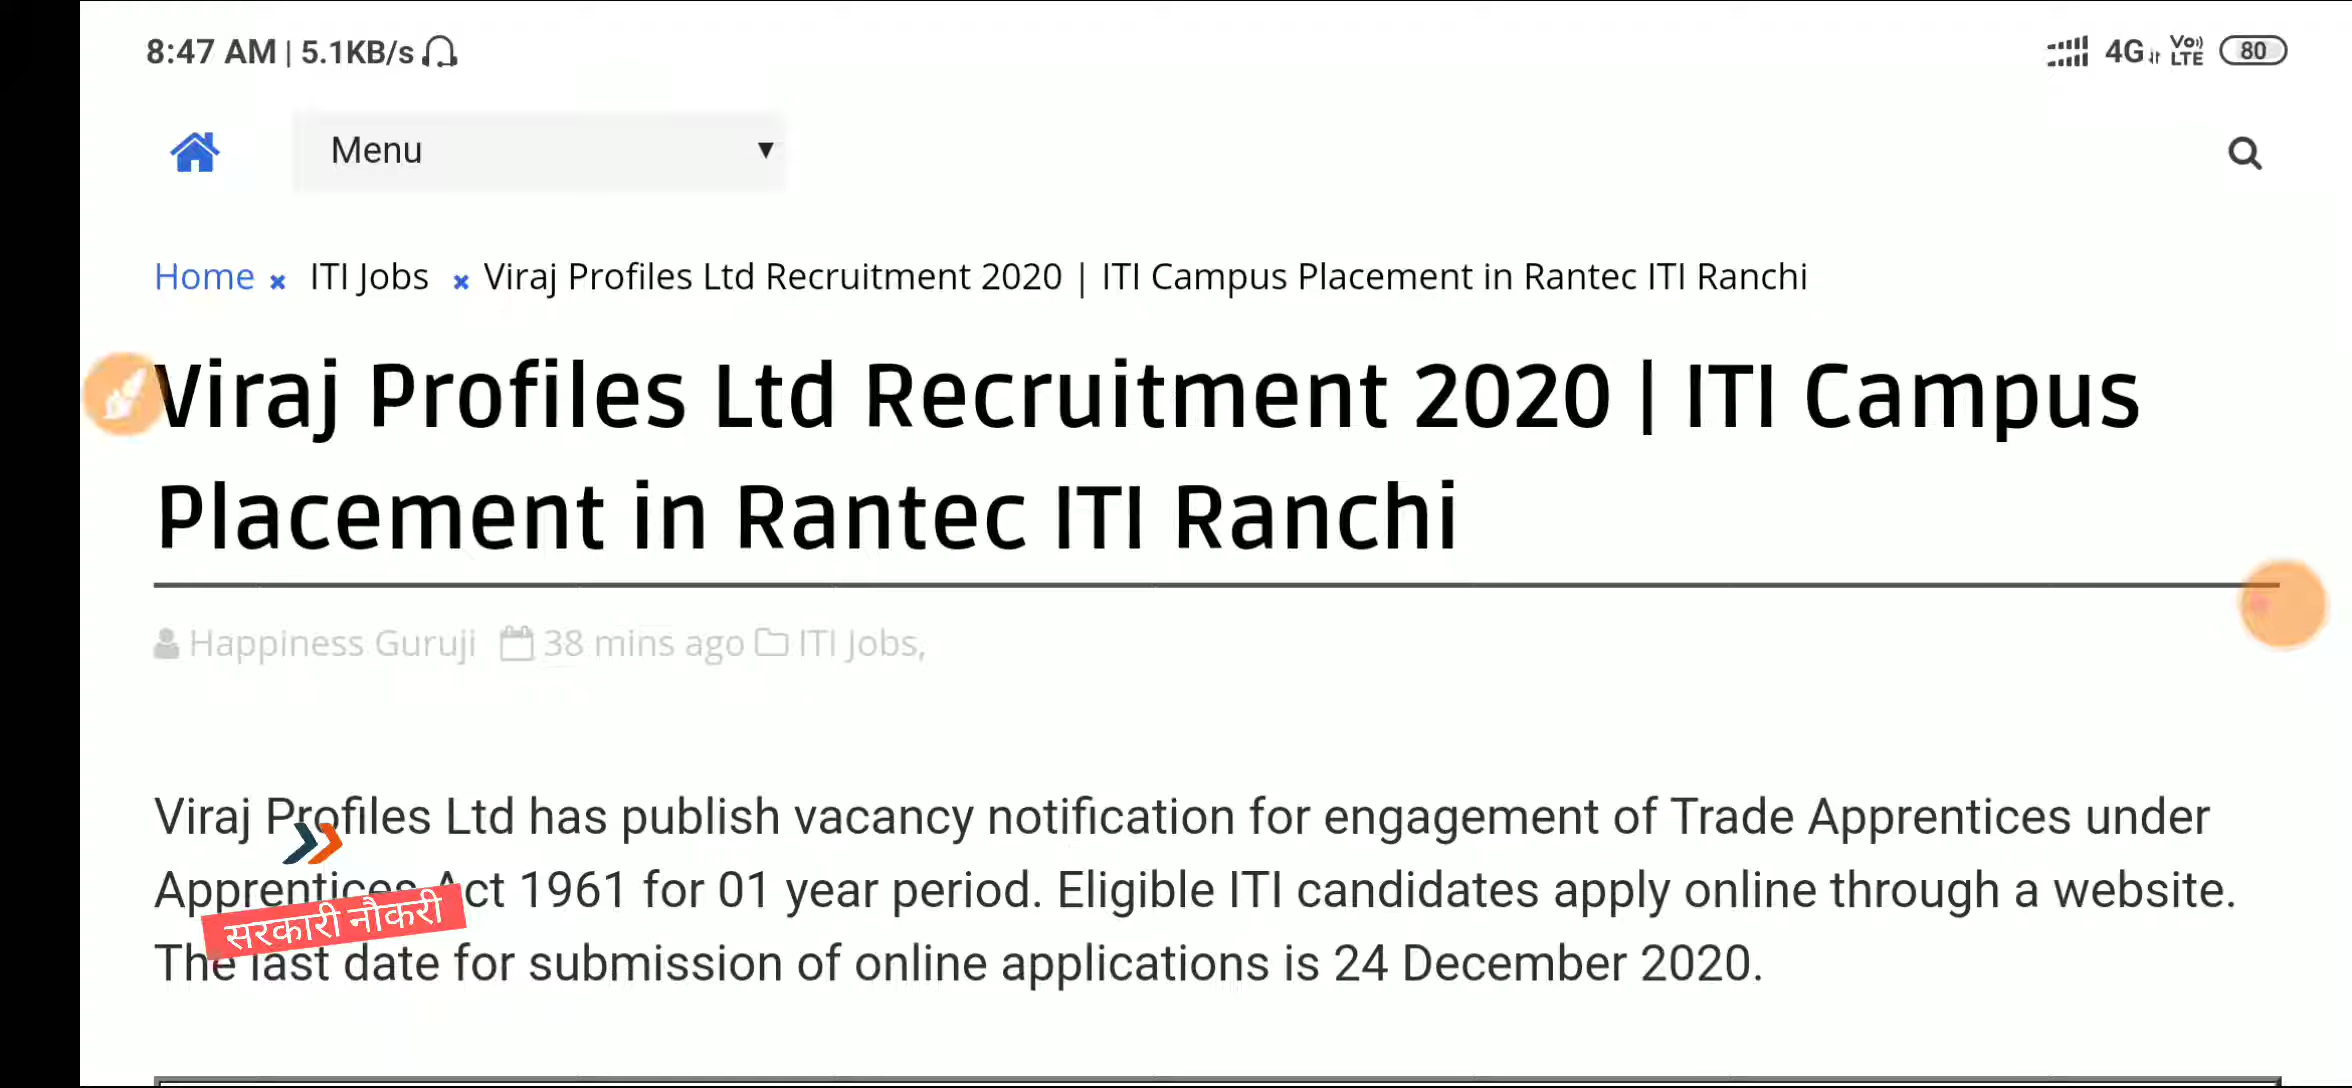 8:47 AM | 5.1KB/s 4G Vo) LTE 80
Menu
Home × ITI Jobs × Viraj Profiles Ltd Recruitment 2020 | ITI Campus Placement in Rantec ITI Ranchi
Viraj Profiles Ltd Recruitment 2020 | ITI Campus
Placement in Rantec ITI Ranchi
Happiness Guruji 38 mins ago ITI Jobs,
Viraj Profiles Ltd has publish vacancy notification for engagement of Trade Apprentices under
Apprentices Act 1961 for 01 year period. Eligible ITI candidates apply online through a website.
सरकारी नौकरी
The last date for submission of online applications is 24 December 2020.